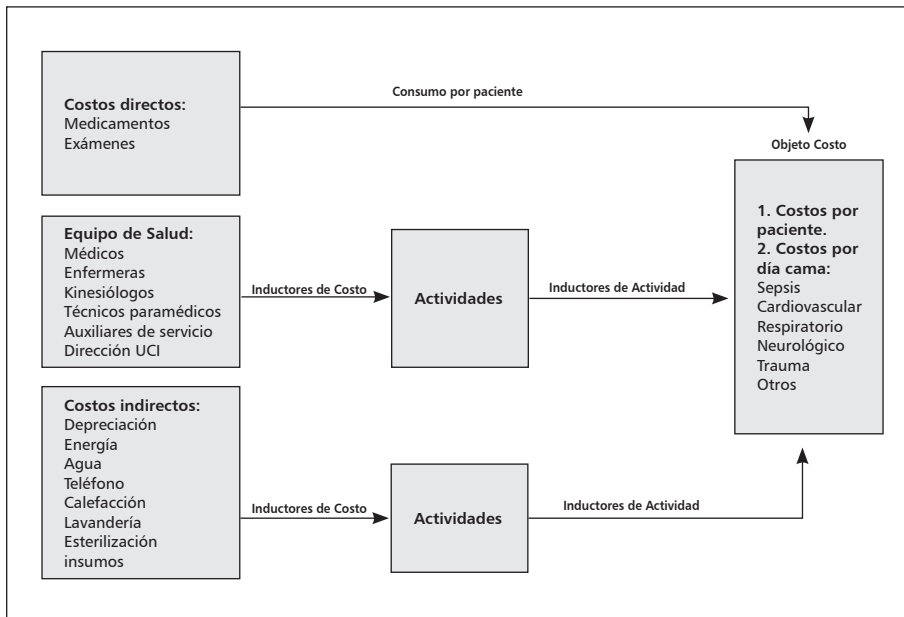 Costos directos:
Medicamentos
Exámenes
Consumo por paciente
Objeto Costo
1. Costos por
paciente.
2. Costos por
día cama:
Sepsis
Cardiovascular
Respiratorio
Neurológico
Trauma
Otros
Equipo de Salud:
Médicos
Enfermeras
Kinesiólogos
Técnicos paramédicos
Auxiliares de servicio
Dirección UCI
Inductores de Costo
Actividades
Inductores de Actividad
Costos indirectos:
Depreciación
Energía
Agua
Teléfono
Calefacción
Lavandería
Esterilización
insumos
Inductores de Costo
Actividades
Inductores de Actividad